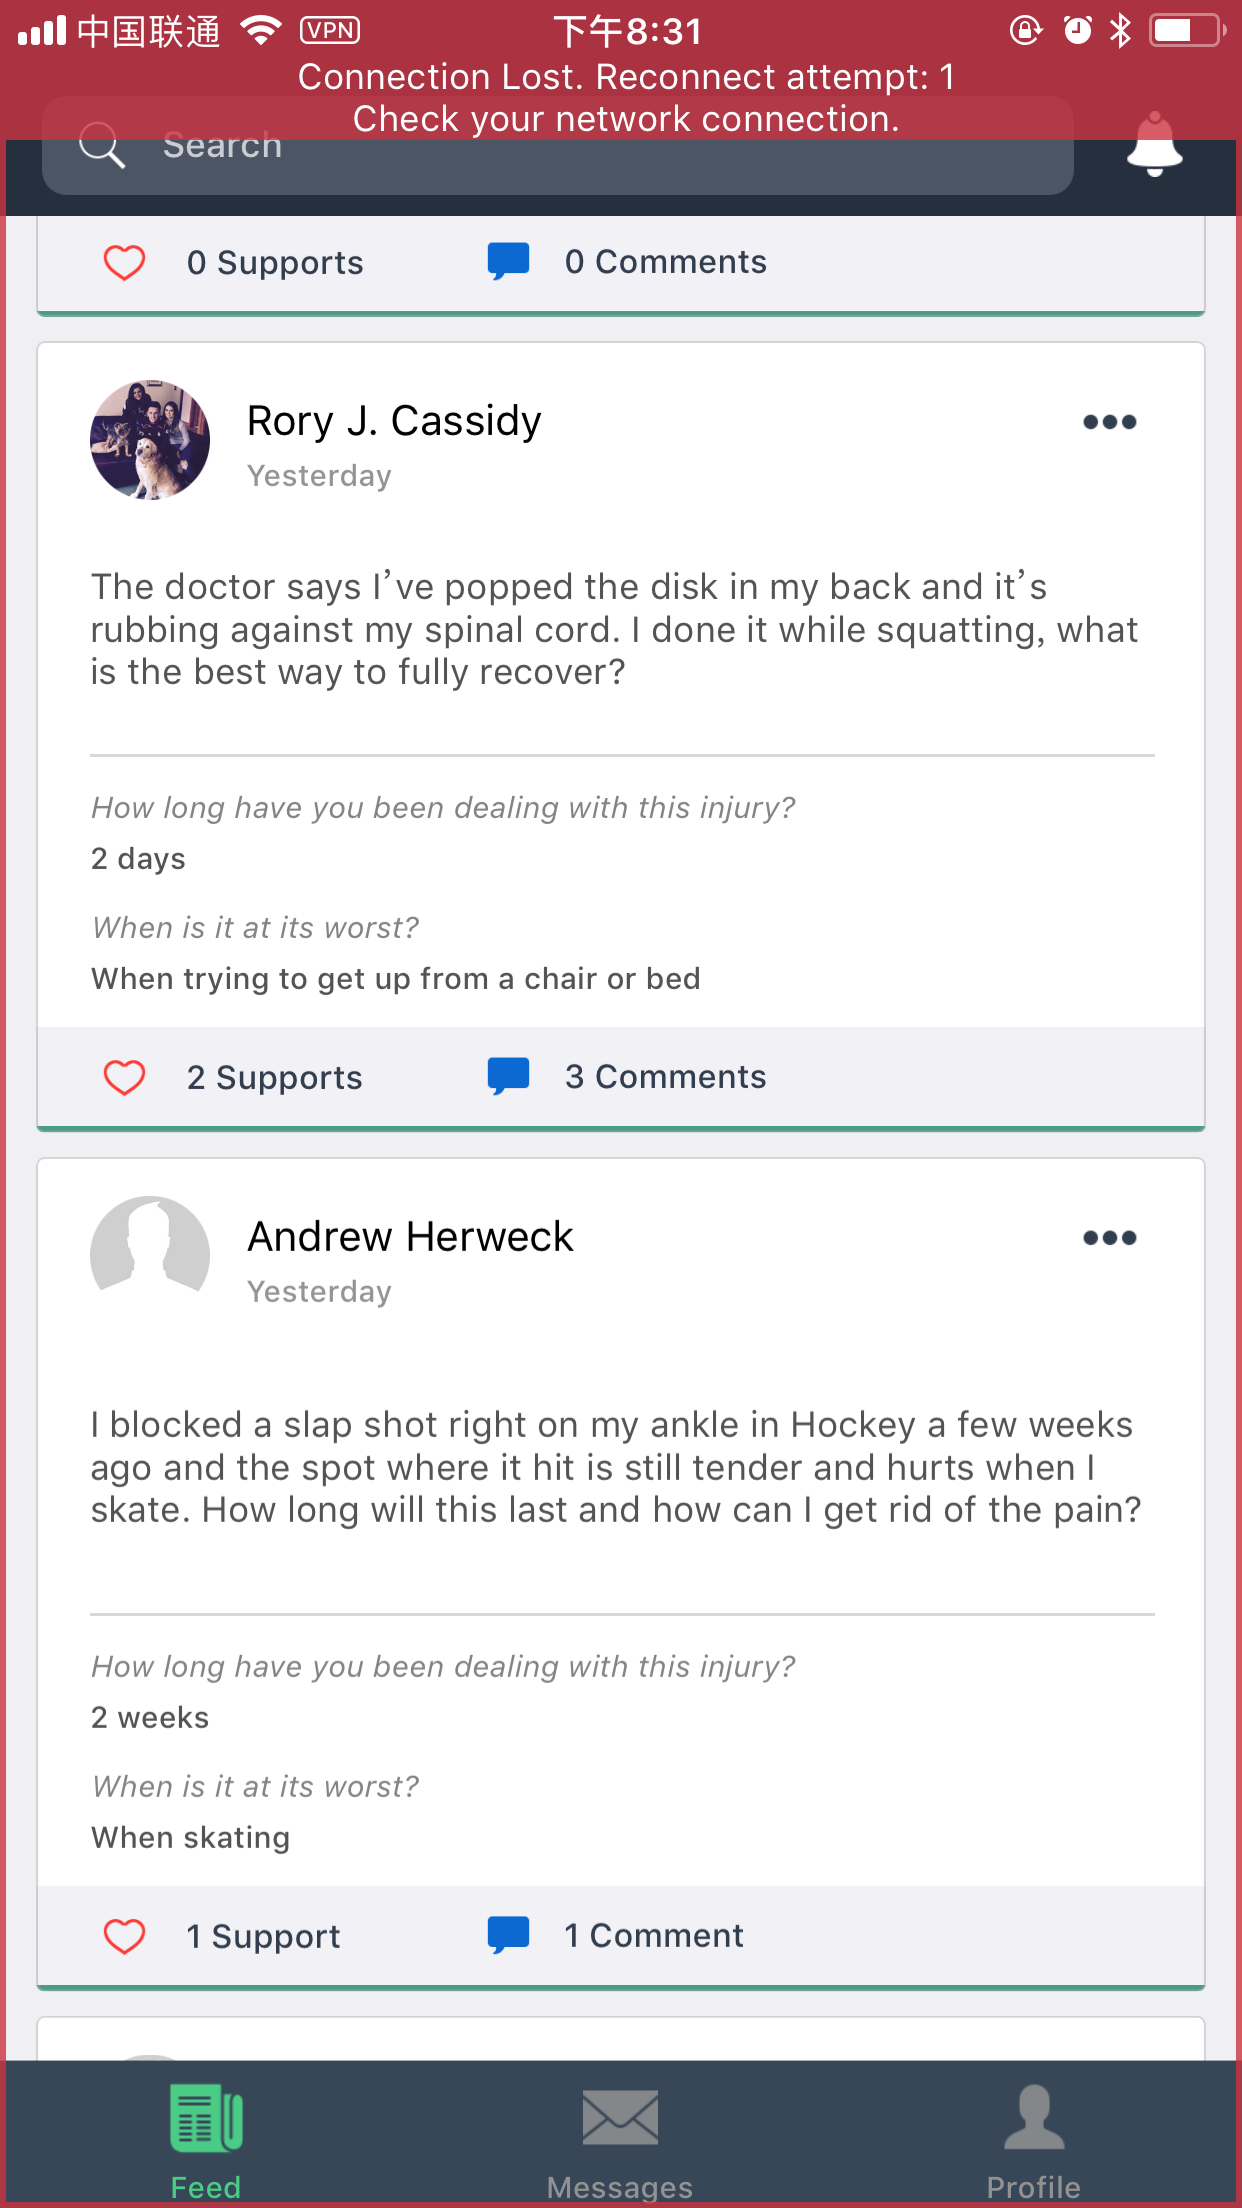 中国联通 VPN 下午8:31
Connection Lost. Reconnect attempt: 1
Check your network connection.
Search
0 Supports 0 Comments
Rory J. Cassidy
Yesterday
The doctor says I’ve popped the disk in my back and it’s
rubbing against my spinal cord. I done it while squatting, what
is the best way to fully recover?
How long have you been dealing with this injury?
2 days
When is it at its worst?
When trying to get up from a chair or bed
2 Supports 3 Comments
Andrew Herweck
Yesterday
I blocked a slap shot right on my ankle in Hockey a few weeks
ago and the spot where it hit is still tender and hurts when I
skate. How long will this last and how can I get rid of the pain?
How long have you been dealing with this injury?
2 weeks
When is it at its worst?
When skating
1 Support 1 Comment
Feed Messages Profile